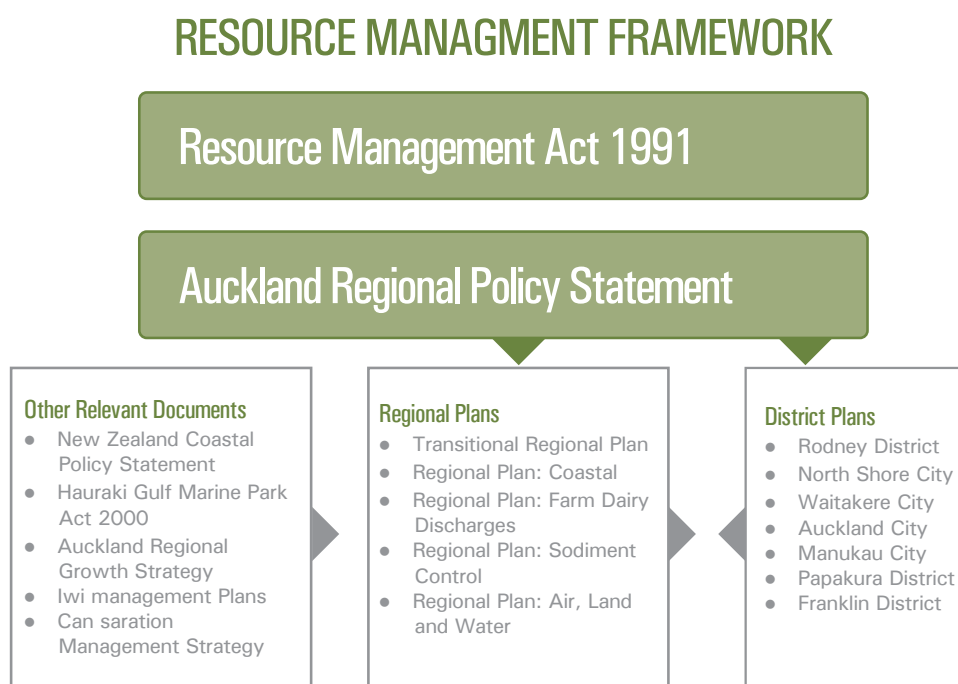 RESOURCE MANAGMENT FRAMEWORK
Resource Management Act 1991
Auckland Regional Policy Statement
Other Relevant Documents
● New Zealand Coastal
Policy Statement
● Hauraki Gulf Marine Park
Act 2000
● Auckland Regional
Growth Strategy
● Iwi management Plans
● Can saration
Management Strategy
Regional Plans
● Transitional Regional Plan
● Regional Plan: Coastal
● Regional Plan: Farm Dairy
Discharges
● Regional Plan: Sodiment
Control
● Regional Plan: Air, Land
and Water
District Plans
● Rodney District
● North Shore City
● Waitakere City
● Auckland City
● Manukau City
● Papakura District
● Franklin District